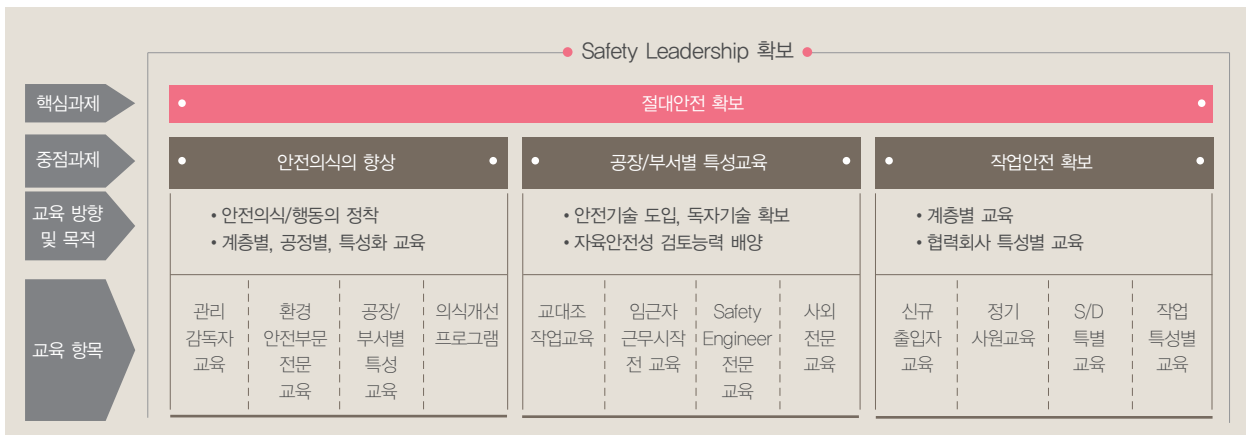 Safety Leadership 확보
핵심과제
절대안전 확보
중점과제
안전의식의 향상
공장/부서별 특성교육
작업안전 확보
교육 방향
및 목적
• 안전의식/행동의 정착
• 계층별, 공정별, 특성화 교육
• 안전기술 도입, 독자기술 확보
• 자육안전성 검토능력 배양
• 계층별 교육
• 협력회사 특성별 교육
교육 항목
관리
감독자
교육
환경
안전부문
전문
교육
공장/
부서별
특성
교육
의식개선
프로그램
교대조
작업교육
임근자
근무시작
전 교육
Safety
Engineer
전문
교육
사외
전문
교육
신규
출입자
교육
정기
사원교육
S/D
특별
교육
작업
특성별
교육